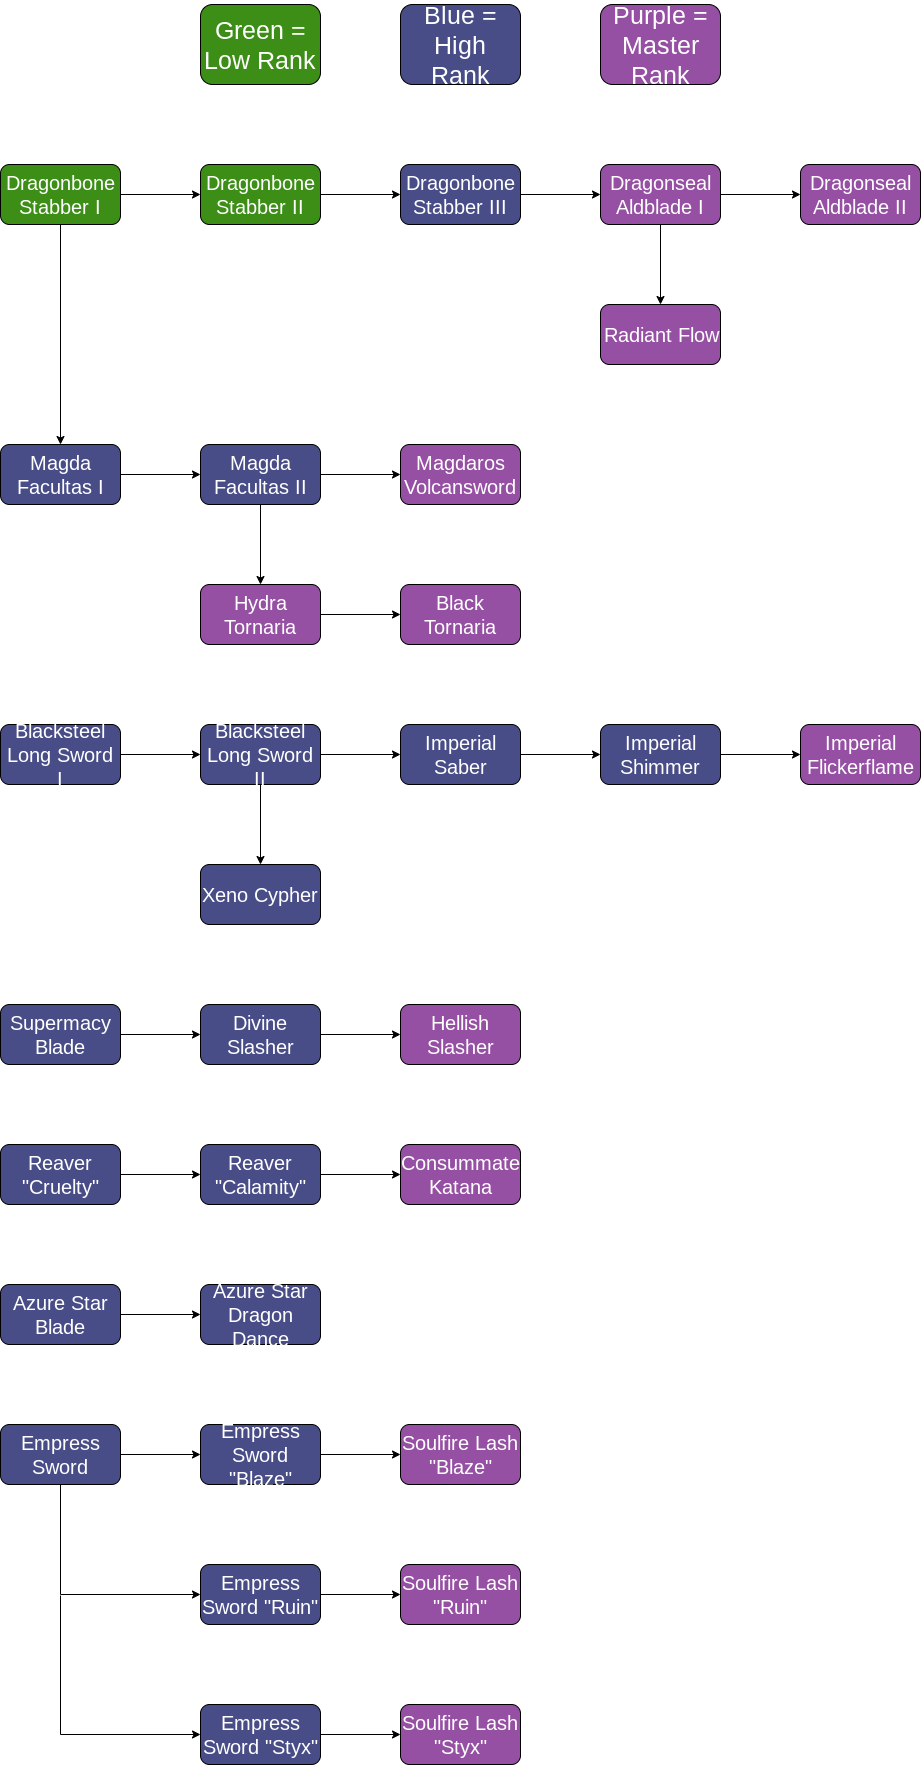 Green =
Low Rank
Blue =
High
Rank
Purple =
Master
Rank
Dragonbone
Stabber I
Dragonbone
Stabber II
Dragonbone
Stabber III
Dragonseal
Aldblade I
Dragonseal
Aldblade II
Radiant Flow
Magda
Facultas I
Magda
Facultas II
Magdaros
Volcansword
Hydra
Tornaria
Black
Tornaria
Blacksteel
Long Sword
I
Blacksteel
Long Sword
II
Imperial
Saber
Imperial
Shimmer
Imperial
Flickerflame
Xeno Cypher
Supermacy
Blade
Divine
Slasher
Hellish
Slasher
Reaver
"Cruelty"
Reaver
"Calamity"
Consummate
Katana
Azure Star
Blade
Azure Star
Dragon
Dance
Empress
Sword
Empress
Sword
"Blaze"
Soulfire Lash
"Blaze"
Empress
Sword "Ruin"
Soulfire Lash
"Ruin"
Empress
Sword "Styx"
Soulfire Lash
"Styx"